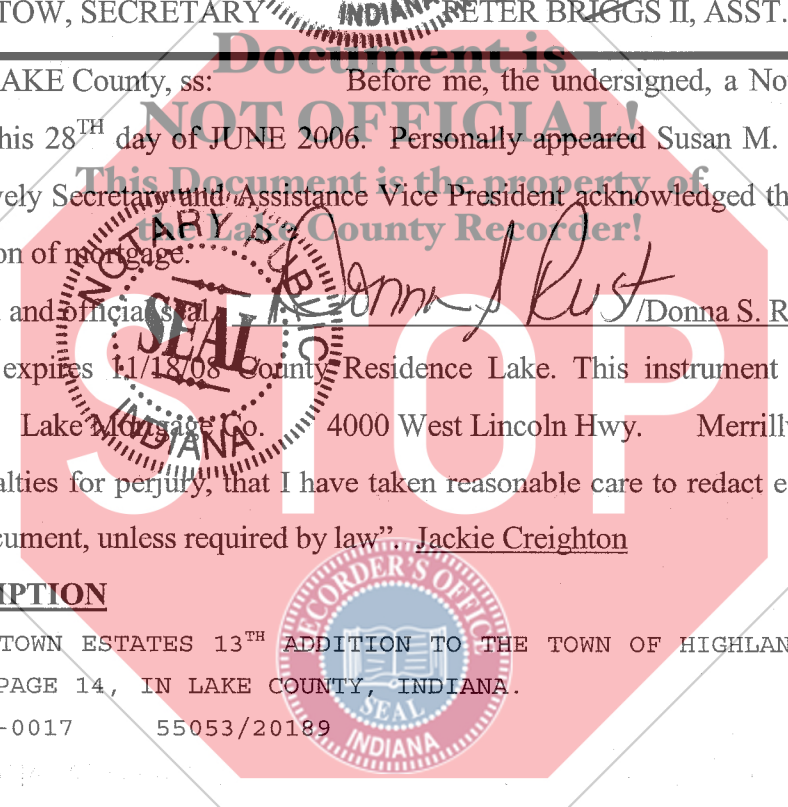 TOW, SECRETARY PETER BRIGGS II, ASST.
INDIANA
Document is
AKE County, ss: Before me, the undersigned, a No
NOT OFFICIAL!
his 28TH day of JUNE 2006. Personally appeared Susan M.
This Document is the property of
vely Secretary and Assistance Vice President acknowledged th
the Lake County Recorder!
on of mortgage.
NOTARY PUBLIC
SEAL
INDIANA
Donna S Rust
and official seal. /Donna S. R
expires 11/18/08 County Residence Lake. This instrument
STOP
Lake Mortgage Co. 4000 West Lincoln Hwy. Merrillv
alties for perjury, that I have taken reasonable care to redact e
cument, unless required by law”. Jackie Creighton
IPTION
RECORDER'S OFFICE
TOWN ESTATES 13TH ADDITION TO THE TOWN OF HIGHLAN
PAGE 14, IN LAKE COUNTY, INDIANA.
SEAL
-0017 55053/20189
INDIANA